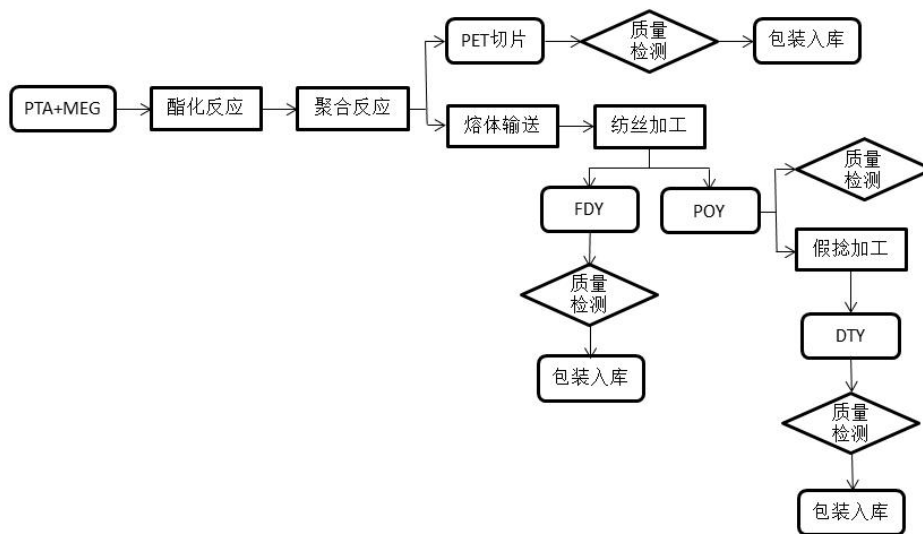 PET切片
质量
检测
包装入库
PTA+MEG
酯化反应
聚合反应
熔体输送
纺丝加工
质量
检测
FDY
POY
假捻加工
质量
检测
DTY
包装入库
质量
检测
包装入库